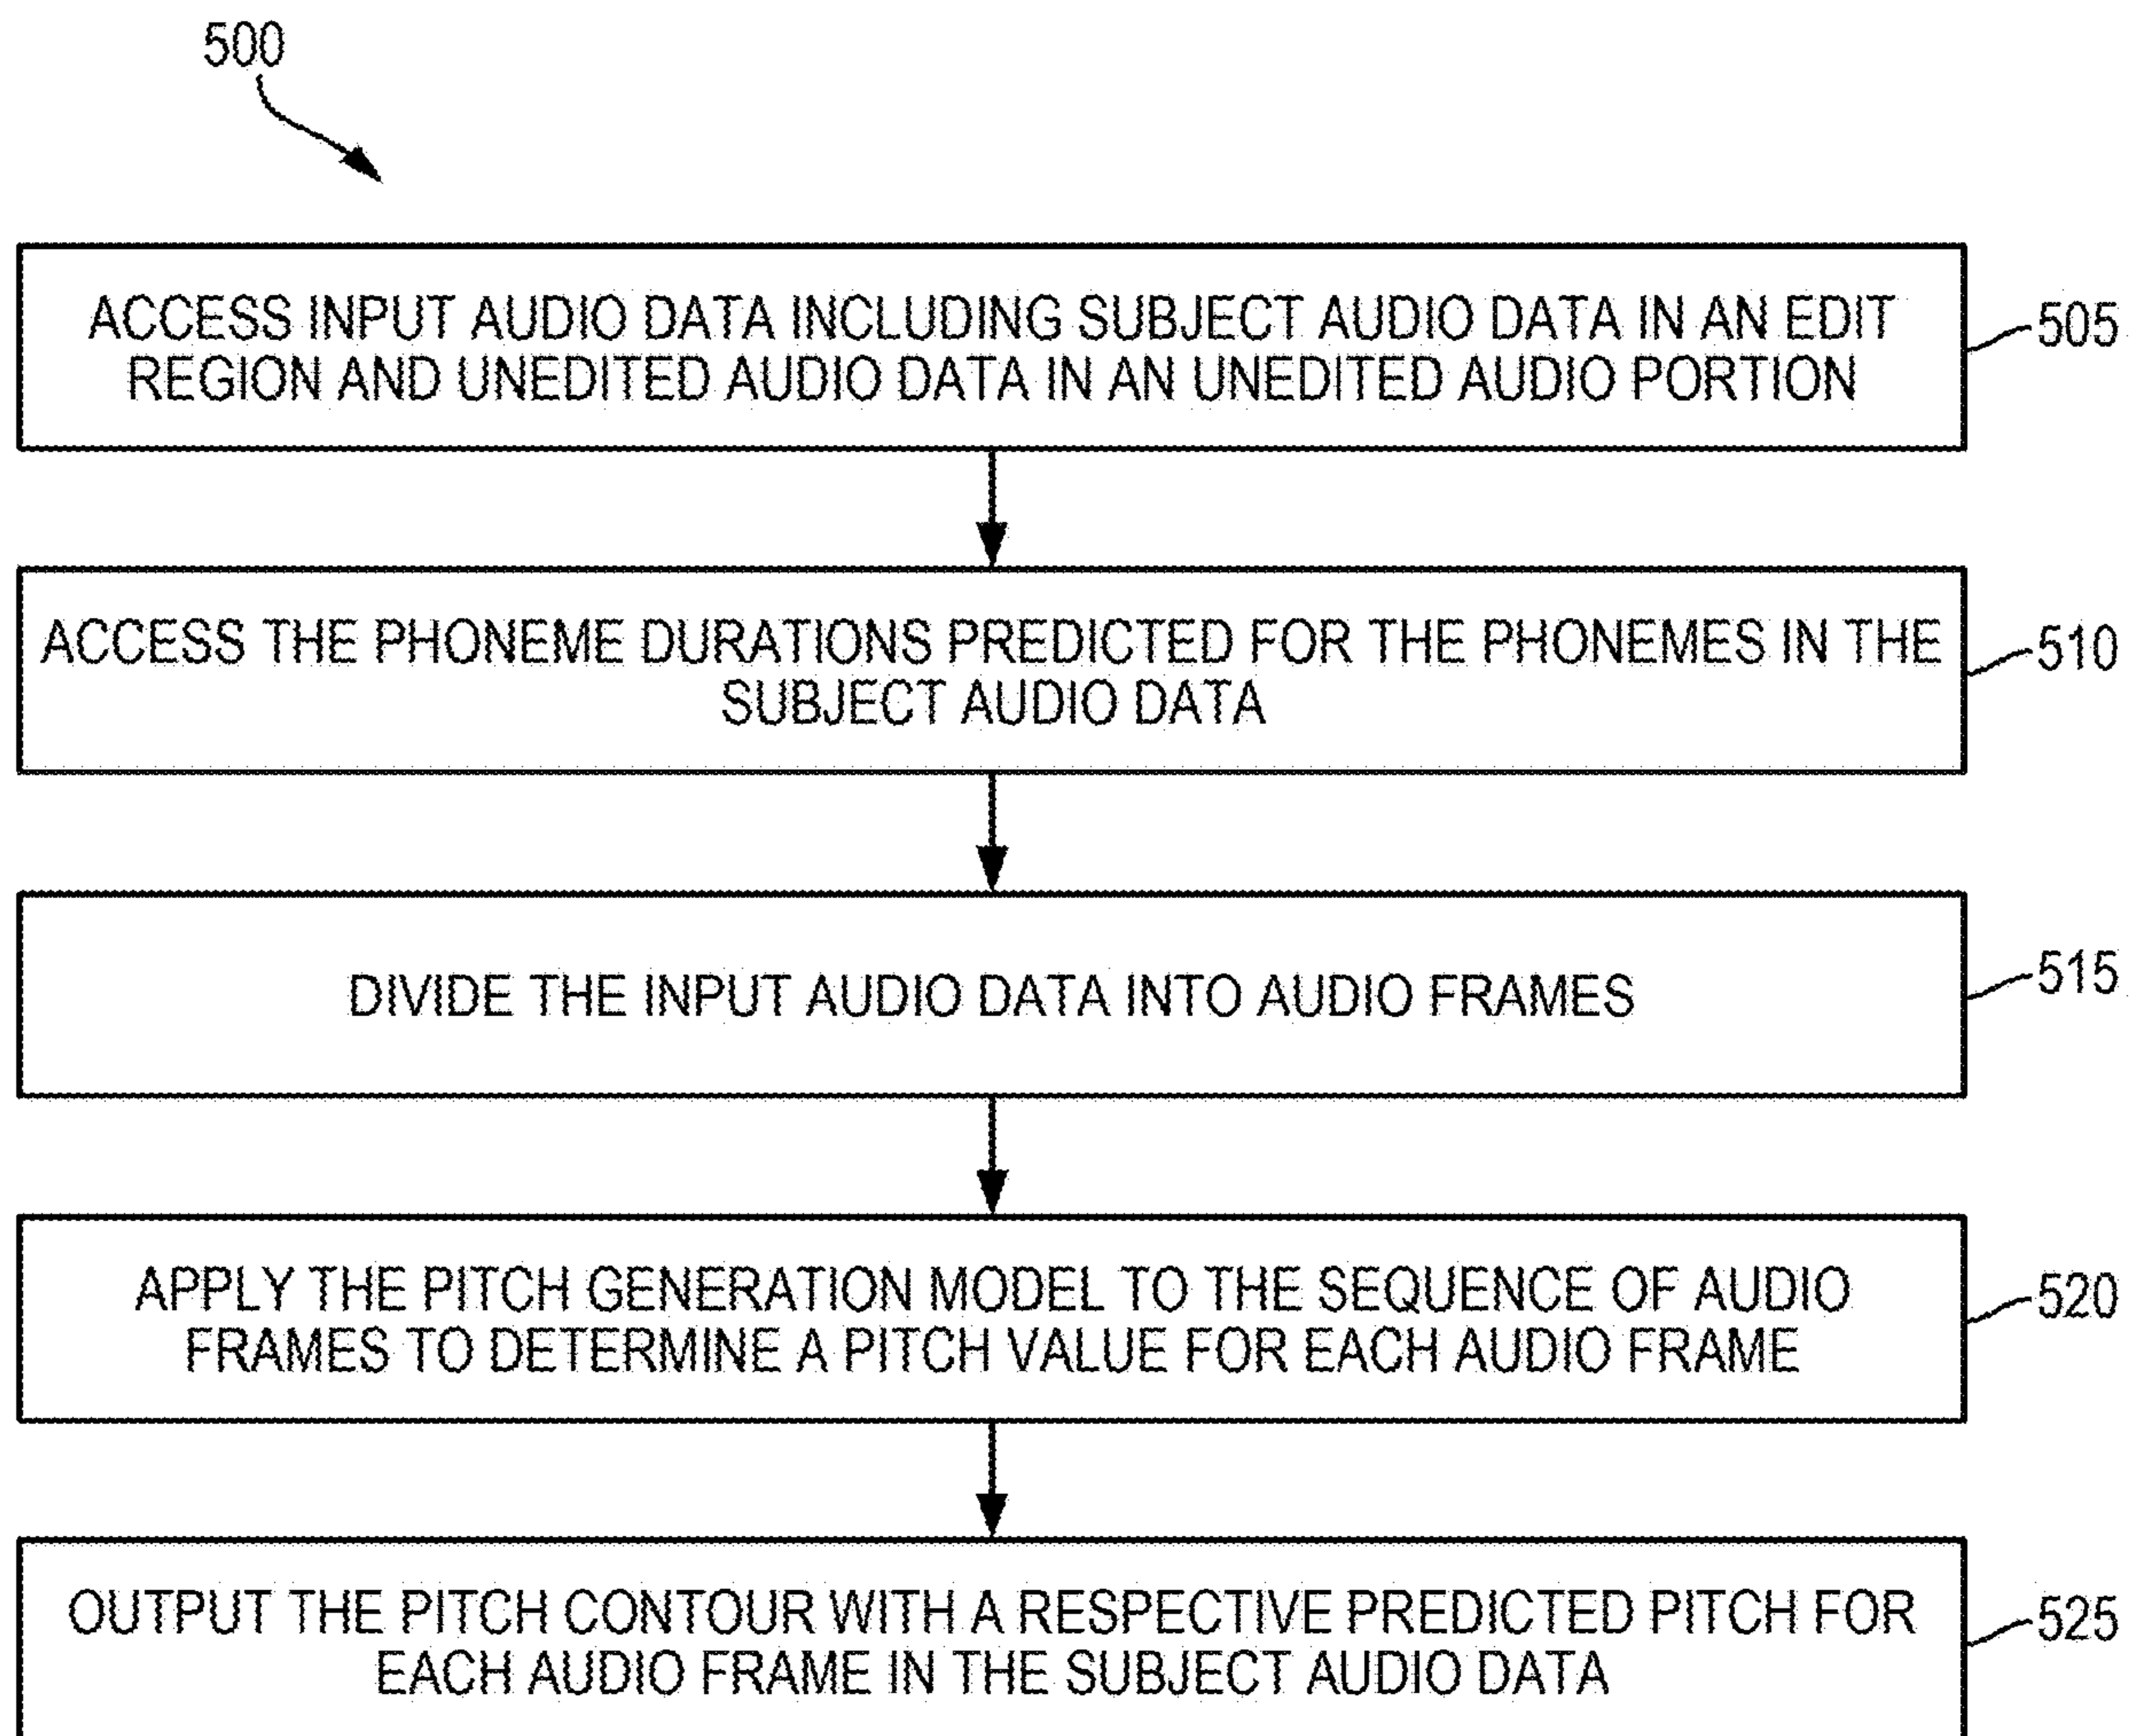 500
ACCESS INPUT AUDIO DATA INCLUDING SUBJECT AUDIO DATA IN AN EDIT
REGION AND UNEDITED AUDIO DATA IN AN UNEDITED AUDIO PORTION
505
ACCESS THE PHONEME DURATIONS PREDICTED FOR THE PHONEMES IN THE
SUBJECT AUDIO DATA
510
DIVIDE THE INPUT AUDIO DATA INTO AUDIO FRAMES
515
APPLY THE PITCH GENERATION MODEL TO THE SEQUENCE OF AUDIO
FRAMES TO DETERMINE A PITCH VALUE FOR EACH AUDIO FRAME
520
OUTPUT THE PITCH CONTOUR WITH A RESPECTIVE PREDICTED PITCH FOR
EACH AUDIO FRAME IN THE SUBJECT AUDIO DATA
525